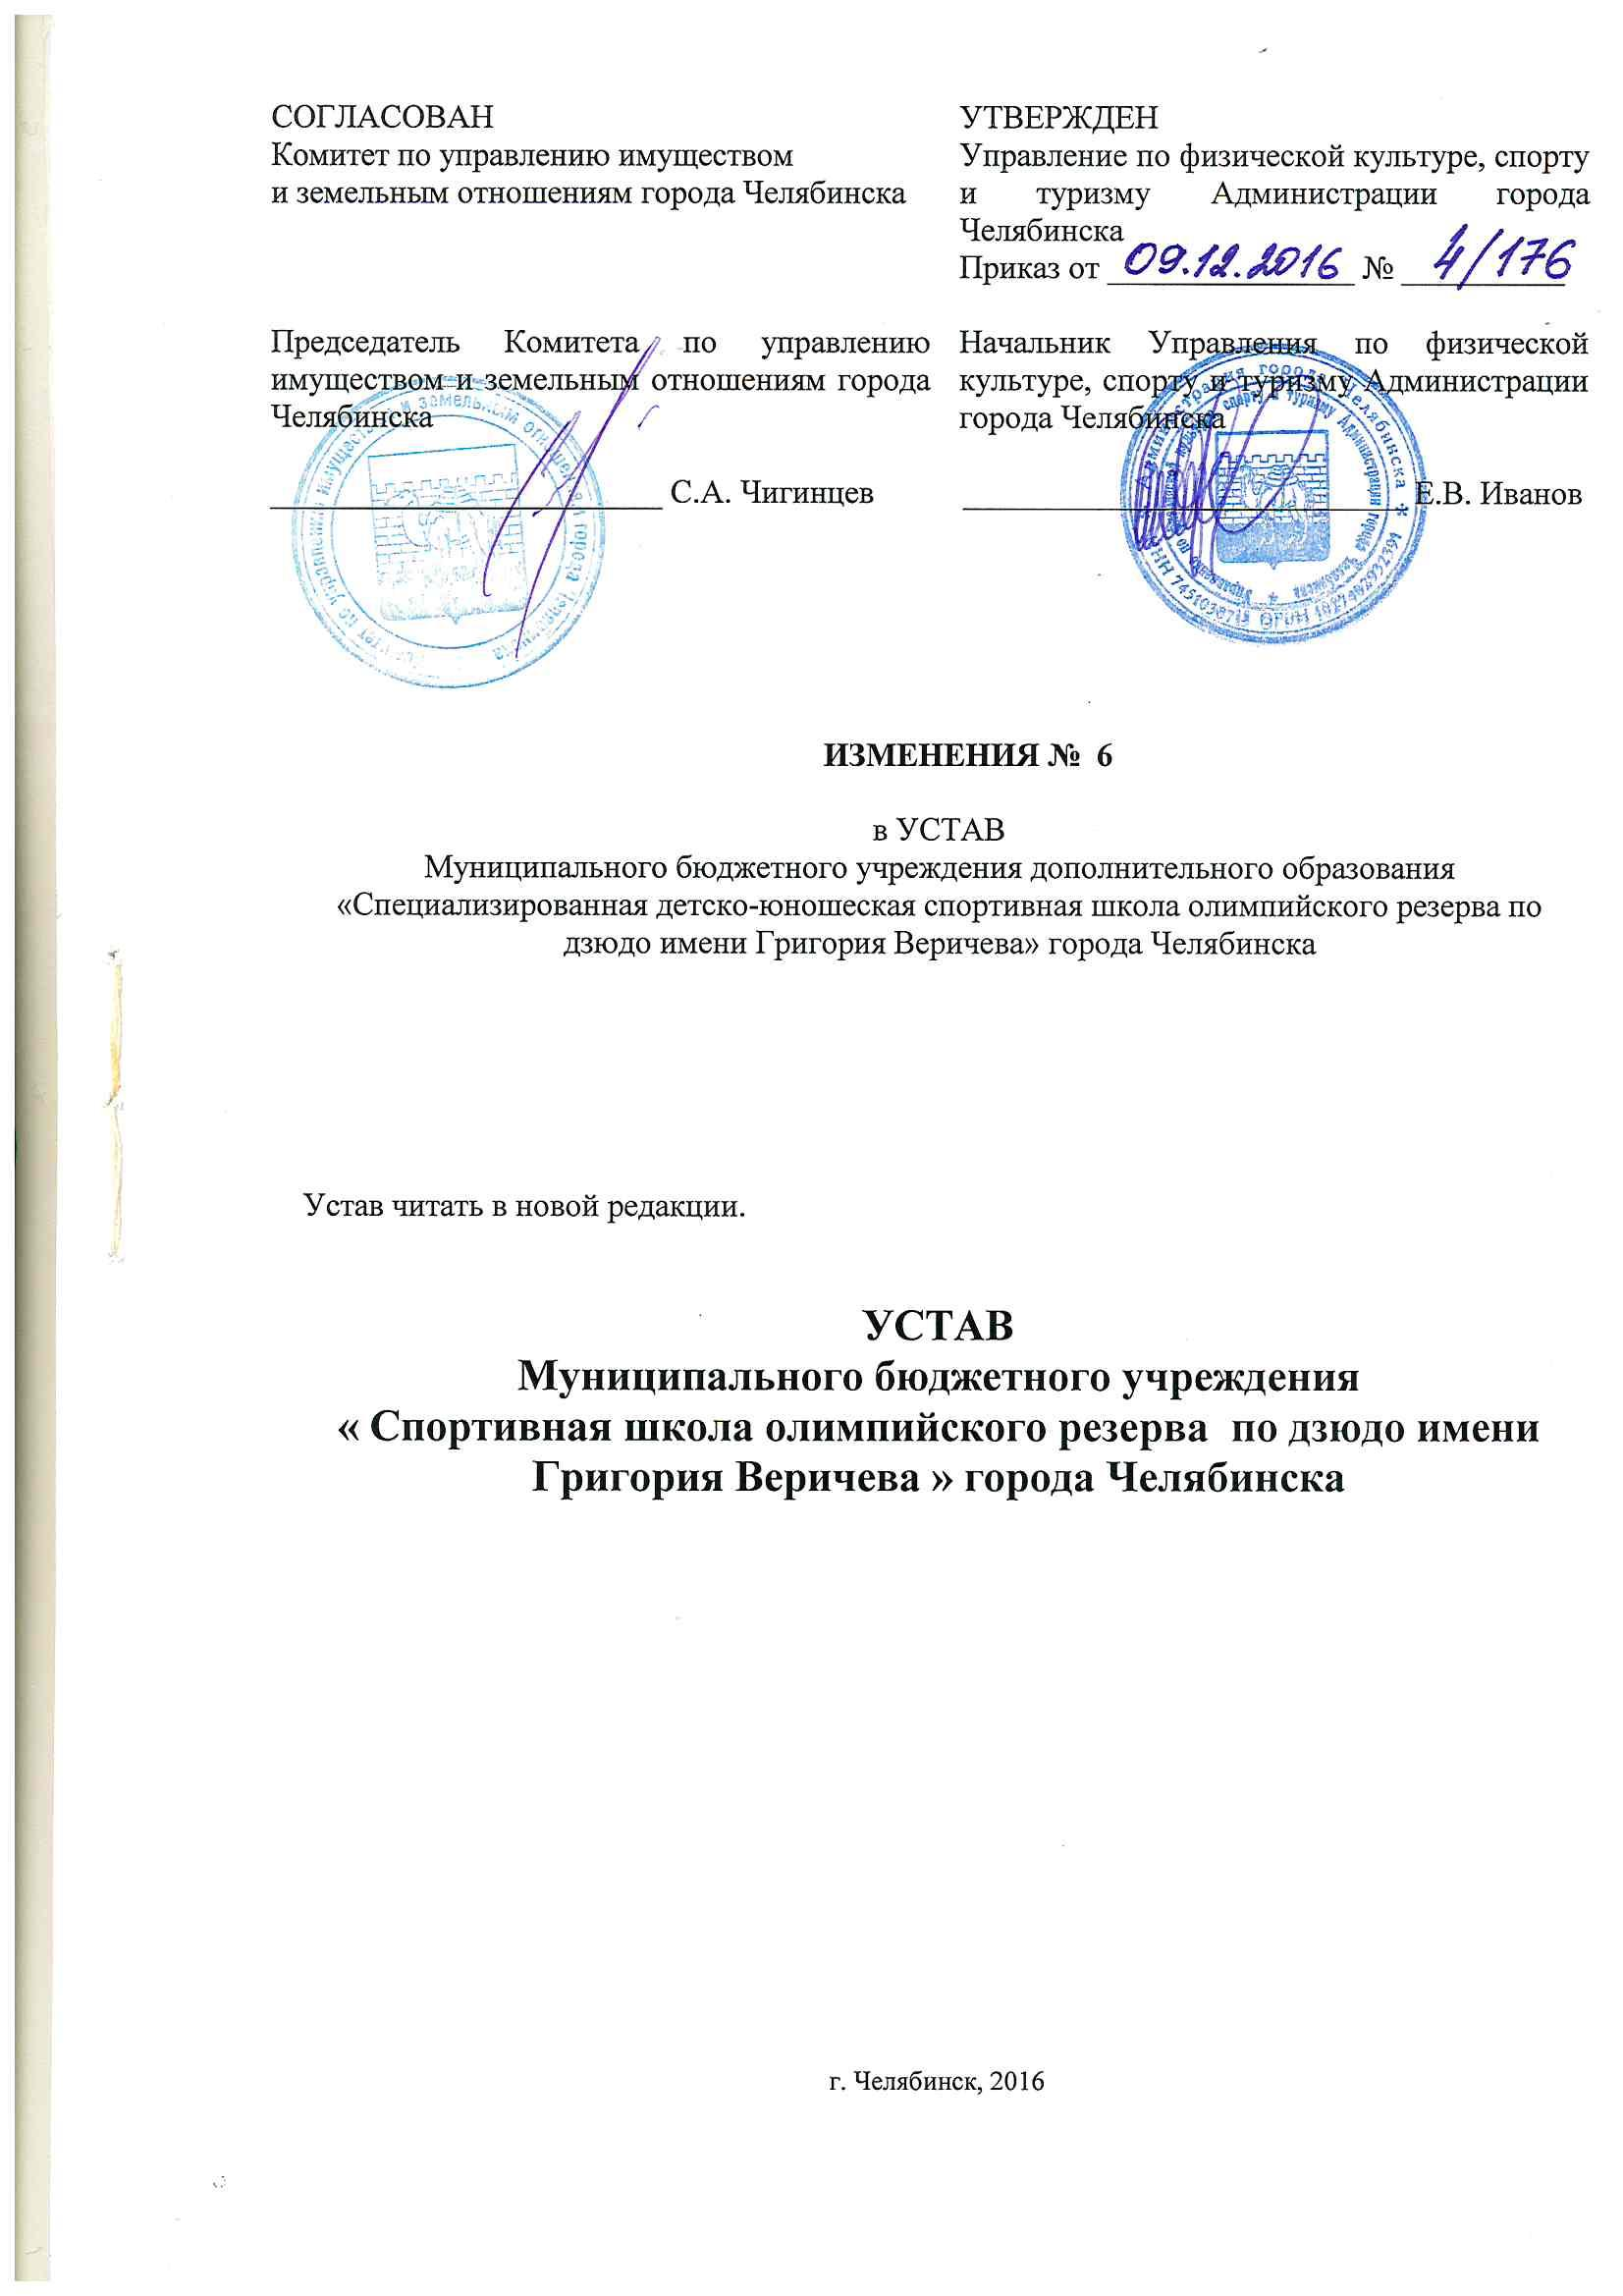 СОГЛАСОВАН
Комитет по управлению имуществом
и земельным отношениям города Челябинска
Председатель Комитета по управлению
имуществом и земельным отношениям города
Челябинска
С.А. Чигинцев
УТВЕРЖДЕН
Управление по физической культуре, спорту
и туризму Администрации города
Челябинска
Приказ от 09.12.2016 № 4/176
Начальник Управления по физической
культуре, спорту и туризму Администрации
города Челябинска
Е.В. Иванов
ИЗМЕНЕНИЯ № 6
в УСТАВ
Муниципального бюджетного учреждения дополнительного образования
«Специализированная детско-юношеская спортивная школа олимпийского резерва по
дзюдо имени Григория Веричева» города Челябинска
Устав читать в новой редакции.
УСТАВ
Муниципального бюджетного учреждения
« Спортивная школа олимпийского резерва по дзюдо имени
Григория Веричева » города Челябинска
г. Челябинск, 2016